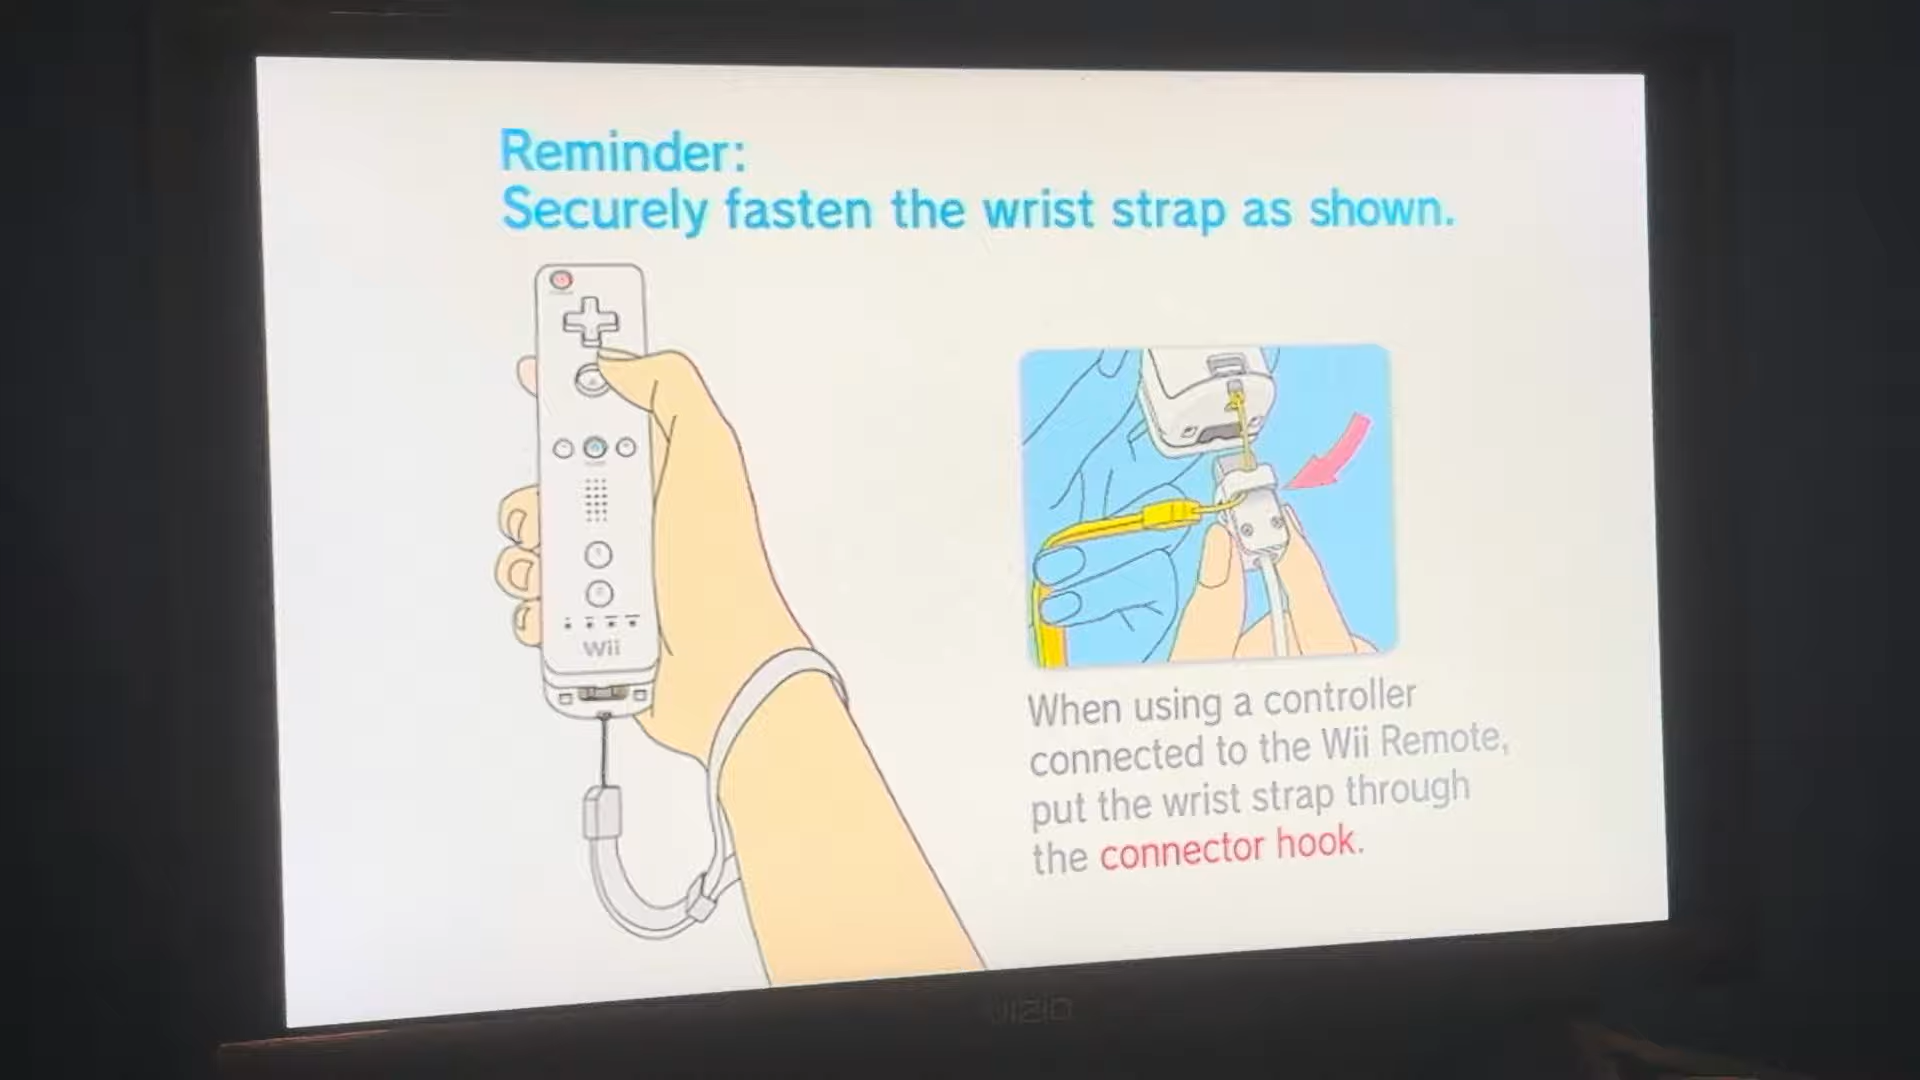 Reminder:
Securely fasten the wrist strap as shown.
Wii
When using a controller
connected to the Wii Remote,
put the wrist strap through
the connector hook.
VIZIO